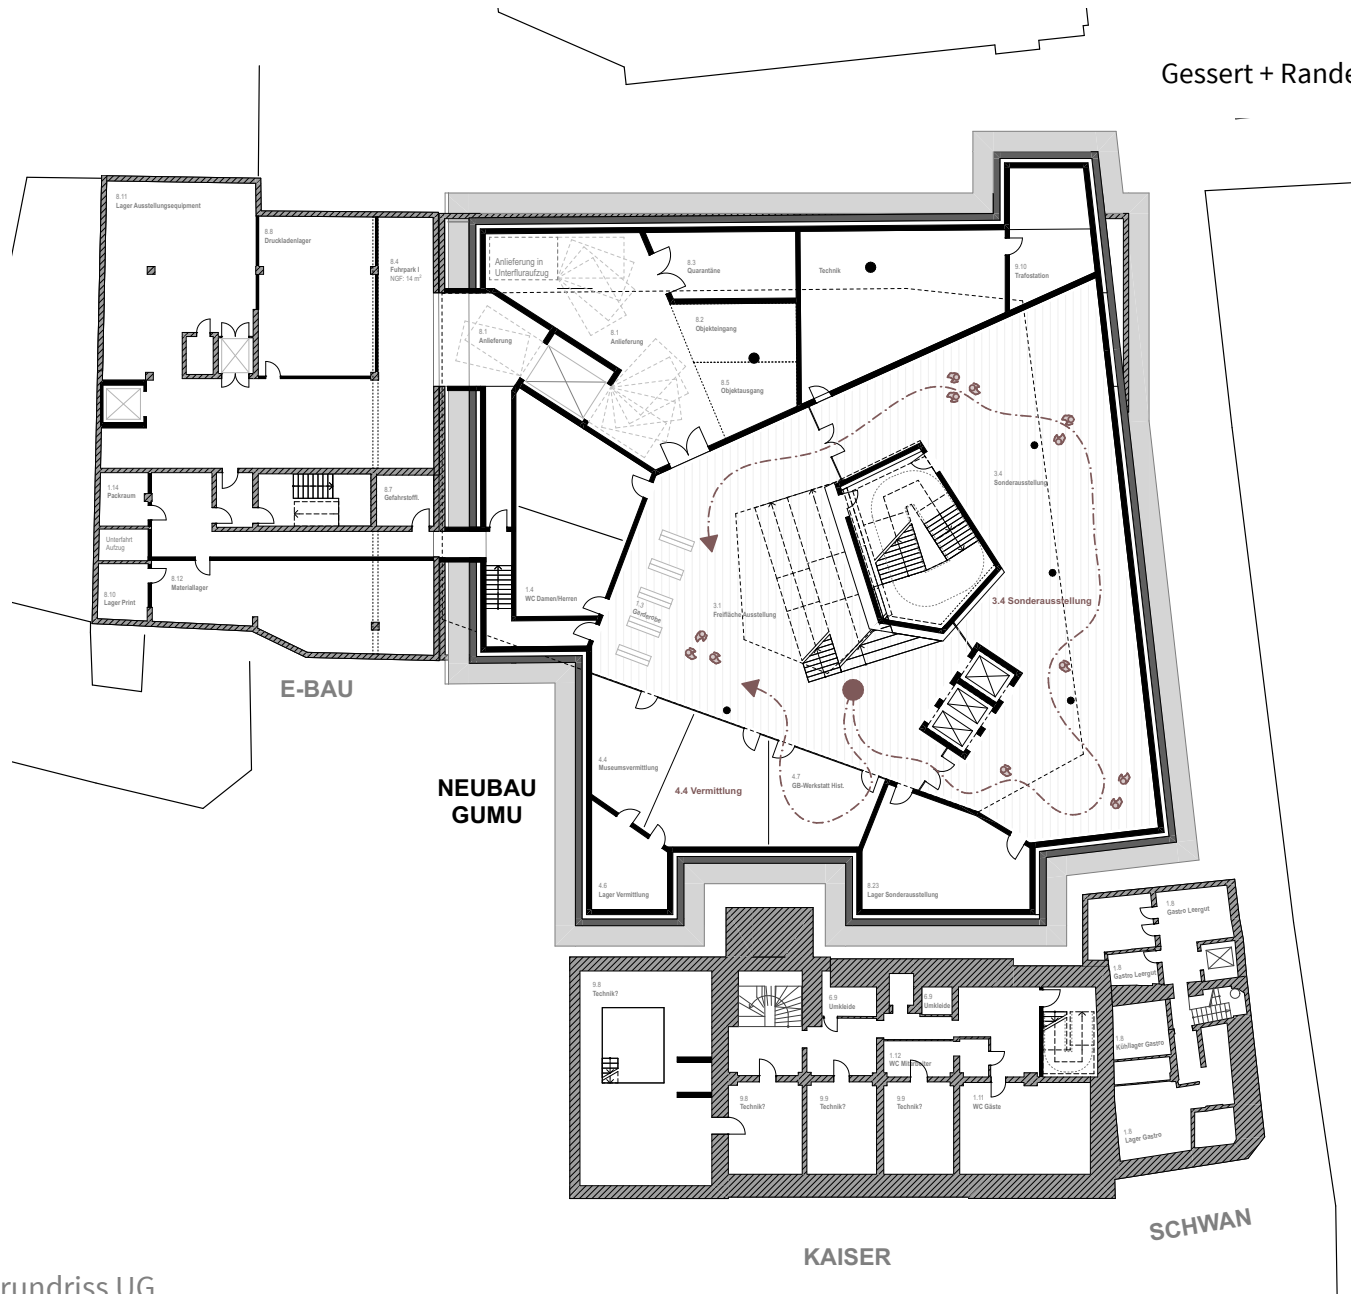 Gessert + Rande
8.11
Lager Ausstellungsequipment
8.8
Druckladenlager
8.4
Fuhrpark I
NGF: 14 m²
Anlieferung in
Unterfluraufzug
8.3
Quarantäne
Technik
9.10
Trafostation
8.1
Anlieferung
8.1
Anlieferung
8.2
Objekteingang
8.5
Objektausgang
3.4
Sonderausstellung
1.14
Packraum
8.7
Gefahrstoffl.
Unterfahrt
Aufzug
8.10
Lager Print
8.12
Materiallager
1.4
WC Damen/Herren
1.3
Garderobe
3.1
Freifläche Ausstellung
3.4 Sonderausstellung
E-BAU
NEUBAU
GUMU
4.4
Museumsvermittlung
4.4 Vermittlung
4.7
GB-Werkstatt Hist.
4.6
Lager Vermittlung
8.23
Lager Sonderausstellung
1.8
Gastro Leergut
1.8
Gastro Leergut
9.8
Technik?
6.9
Umkleide
6.9
Umkleide
1.12
WC Mitarbeiter
1.8
Kühllager Gastro
9.8
Technik?
9.9
Technik?
9.9
Technik?
1.11
WC Gäste
1.8
Lager Gastro
SCHWAN
KAISER
rundriss UG